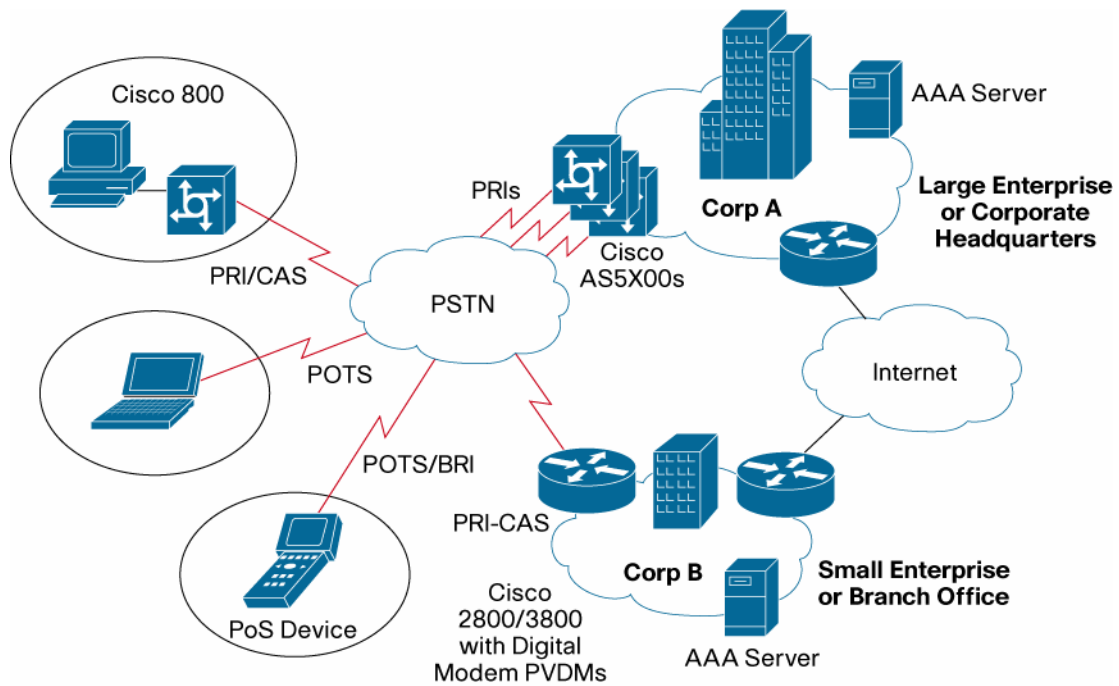 Cisco 800
PRI/CAS
POTS
POTS/BRI
PoS Device
PSTN
PRIs
Cisco
AS5X00s
Corp A
AAA Server
Large Enterprise
or Corporate
Headquarters
Internet
PRI-CAS
Cisco
2800/3800
with Digital
Modem PVDMs
Corp B
Small Enterprise
or Branch Office
AAA Server